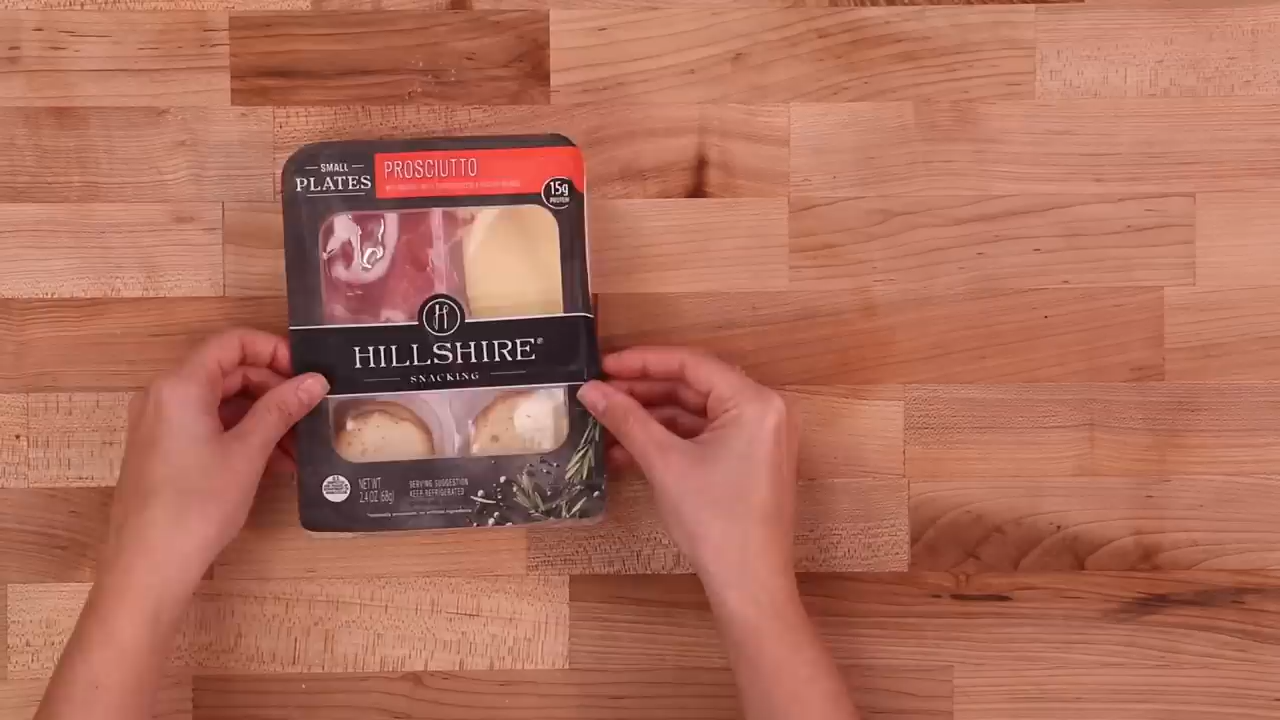 SMALL
PLATES
PROSCIUTTO
15g
PROTEIN
H
HILLSHIRE®
SNACKING
NET WT
2.4 OZ (68g)
SERVING SUGGESTION
KEEP REFRIGERATED